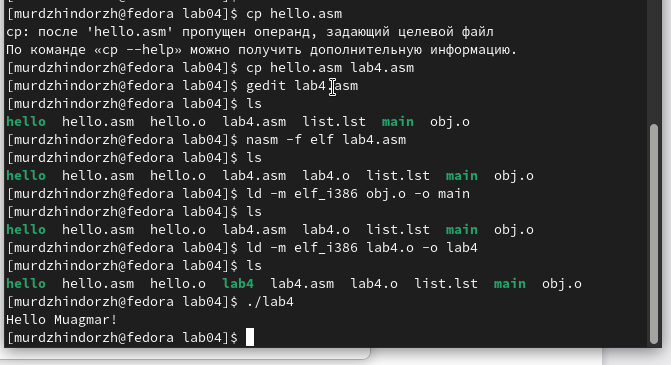 [murdzhindorzh@fedora lab04]$ cp hello.asm
cp: после 'hello.asm' пропущен операнд, задающий целевой файл
По команде «cp --help» можно получить дополнительную информацию.
[murdzhindorzh@fedora lab04]$ cp hello.asm lab4.asm
[murdzhindorzh@fedora lab04]$ gedit lab4.asm
[murdzhindorzh@fedora lab04]$ ls
hello  hello.asm  hello.o  lab4.asm  list.lst  main  obj.o
[murdzhindorzh@fedora lab04]$ nasm -f elf lab4.asm
[murdzhindorzh@fedora lab04]$ ls
hello  hello.asm  hello.o  lab4.asm  lab4.o  list.lst  main  obj.o
[murdzhindorzh@fedora lab04]$ ld -m elf_i386 obj.o -o main
[murdzhindorzh@fedora lab04]$ ls
hello  hello.asm  hello.o  lab4.asm  lab4.o  list.lst  main  obj.o
[murdzhindorzh@fedora lab04]$ ld -m elf_i386 lab4.o -o lab4
[murdzhindorzh@fedora lab04]$ ls
hello  hello.asm  hello.o  lab4  lab4.asm  lab4.o  list.lst  main  obj.o
[murdzhindorzh@fedora lab04]$ ./lab4
Hello Muagmar!
[murdzhindorzh@fedora lab04]$